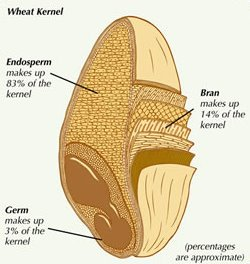 Wheat Kernel
Endosperm
makes up
83% of the
kernel
Bran
makes up
14% of the
kernel
Germ
makes up
3% of the
kernel
(percentages
are approximate)